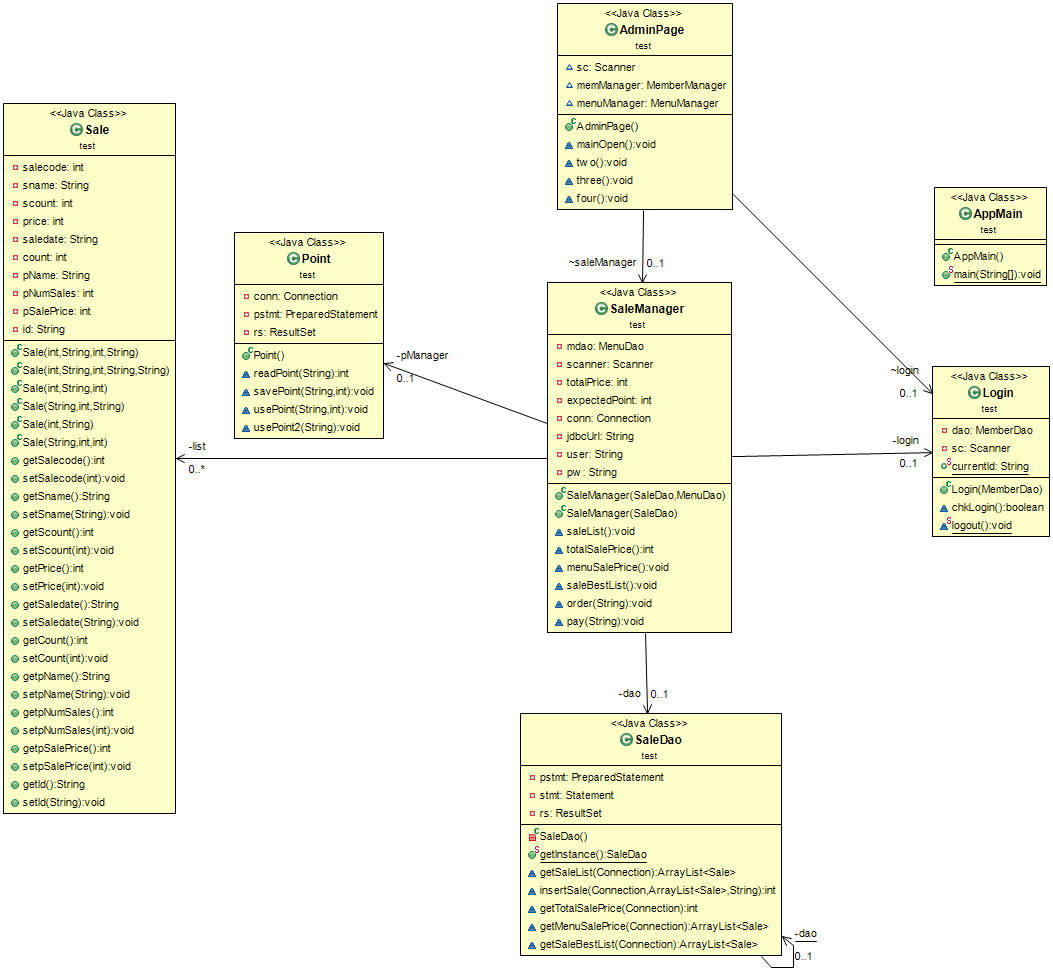 <<Java Class>>
AdminPage
test
sc: Scanner
memManager: MemberManager
menuManager: MenuManager
AdminPage()
mainOpen():void
two():void
three():void
four():void
<<Java Class>>
Sale
test
salecode: int
sname: String
scount: int
price: int
saledate: String
count: int
pName: String
pNumSales: int
pSalePrice: int
id: String
Sale(int,String,int,String)
Sale(int,String,int,String,String)
Sale(int,String,int)
Sale(String,int,String)
Sale(int,String)
Sale(String,int,int)
getSalecode():int
setSalecode(int):void
getSname():String
setSname(String):void
getScount():int
setScount(int):void
getPrice():int
setPrice(int):void
getSaledate():String
setSaledate(String):void
getCount():int
setCount(int):void
getpName():String
setpName(String):void
getpNumSales():int
setpNumSales(int):void
getpSalePrice():int
setpSalePrice(int):void
getId():String
setId(String):void
<<Java Class>>
Point
test
conn: Connection
pstmt: PreparedStatement
rs: ResultSet
Point()
readPoint(String):int
savePoint(String,int):void
usePoint(String,int):void
usePoint2(String):void
<<Java Class>>
AppMain
test
AppMain()
main(String[]):void
~saleManager
0..1
<<Java Class>>
SaleManager
test
mdao: MenuDao
scanner: Scanner
totalPrice: int
expectedPoint: int
conn: Connection
jdbcUrl: String
user: String
pw: String
SaleManager(SaleDao,MenuDao)
SaleManager(SaleDao)
saleList():void
totalSalePrice():int
menuSalePrice():void
saleBestList():void
order(String):void
pay(String):void
-pManager
0..1
-list
0..*
~login
0..1
-login
0..1
<<Java Class>>
Login
test
dao: MemberDao
sc: Scanner
currentId: String
Login(MemberDao)
chkLogin():boolean
logout():void
-dao
0..1
<<Java Class>>
SaleDao
test
pstmt: PreparedStatement
stmt: Statement
rs: ResultSet
SaleDao()
getInstance():SaleDao
getSaleList(Connection):ArrayList<Sale>
insertSale(Connection,ArrayList<Sale>,String):int
getTotalSalePrice(Connection):int
getMenuSalePrice(Connection):ArrayList<Sale>
getSaleBestList(Connection):ArrayList<Sale>
-dao
0..1